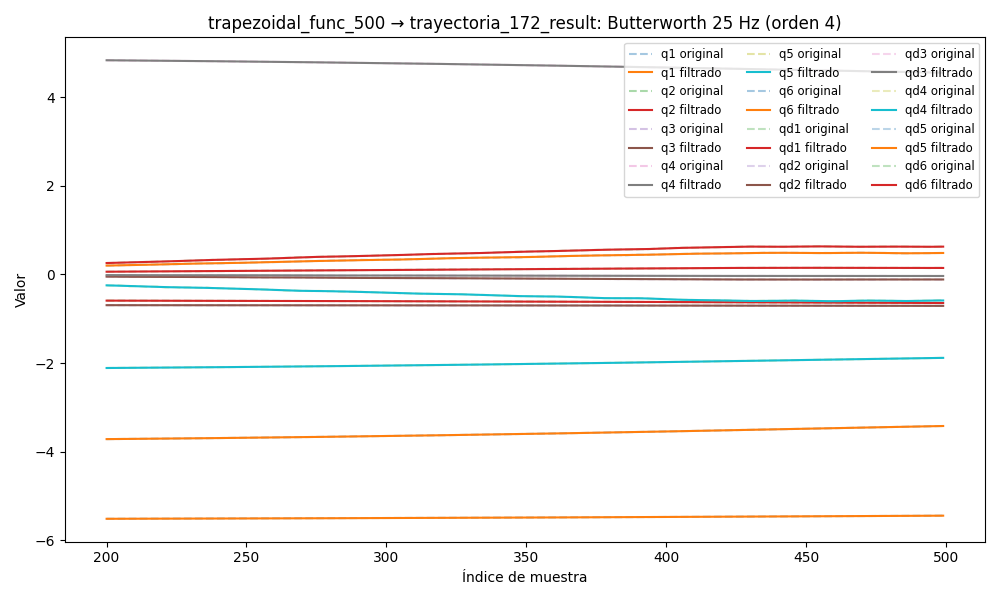 trapezoidal_func_500 → trayectoria_172_result: Butterworth 25 Hz (orden 4)
q1 original
q1 filtrado
q2 original
q2 filtrado
q3 original
q3 filtrado
q4 original
q4 filtrado
q5 original
q5 filtrado
q6 original
q6 filtrado
qd1 original
qd1 filtrado
qd2 original
qd2 filtrado
qd3 original
qd3 filtrado
qd4 original
qd4 filtrado
qd5 original
qd5 filtrado
qd6 original
qd6 filtrado
Valor
4
2
0
−2
−4
−6
200
250
300
350
400
450
500
Índice de muestra